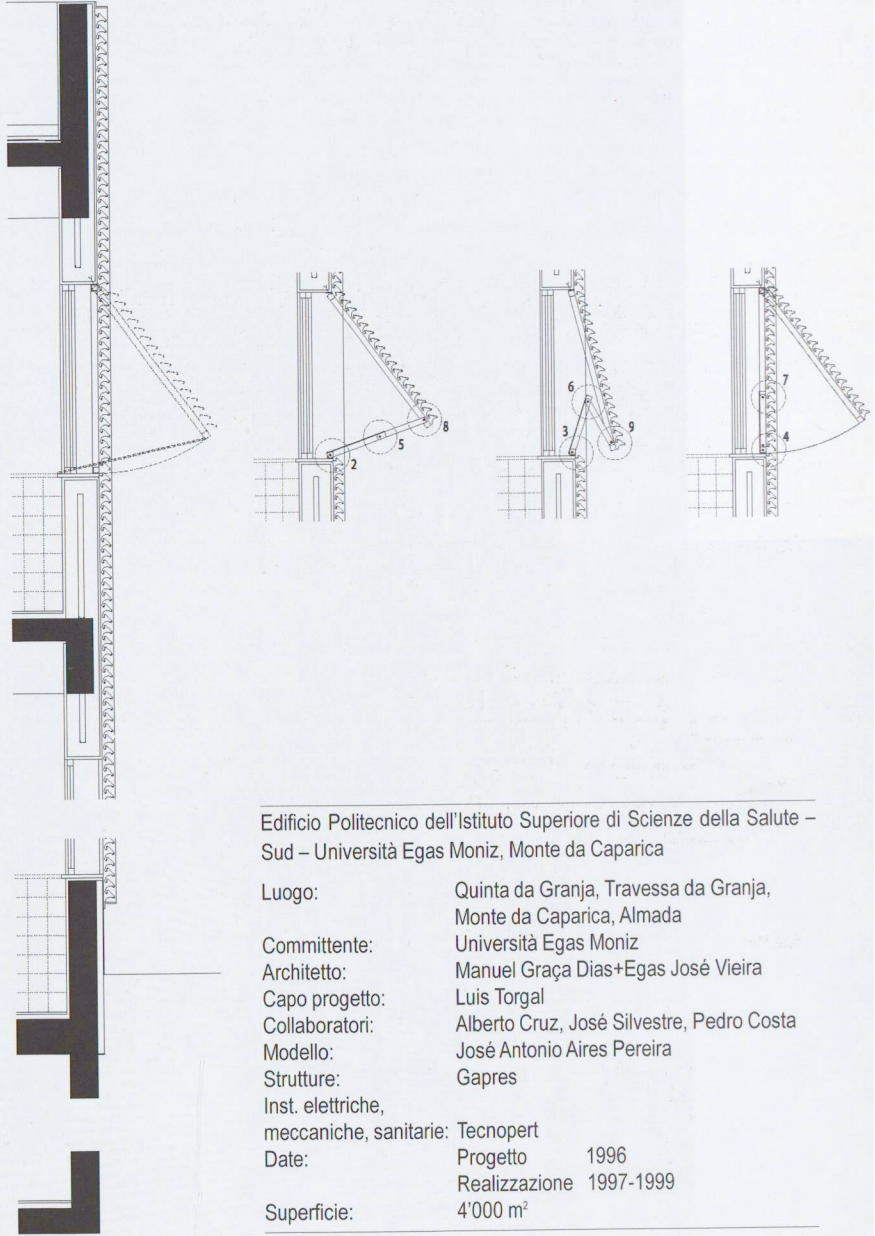 6
7
8
9
5
3
4
2
Edificio Politecnico dell'Istituto Superiore di Scienze della Salute –
Sud – Università Egas Moniz, Monte da Caparica
Luogo: Quinta da Granja, Travessa da Granja,
Monte da Caparica, Almada
Committente: Università Egas Moniz
Architetto: Manuel Graça Dias+Egas José Vieira
Capo progetto: Luis Torgal
Collaboratori: Alberto Cruz, José Silvestre, Pedro Costa
Modello: José Antonio Aires Pereira
Strutture: Gapres
Inst. elettriche,
meccaniche, sanitarie: Tecnopert
Date: Progetto 1996
Realizzazione 1997-1999
Superficie: 4'000 m²